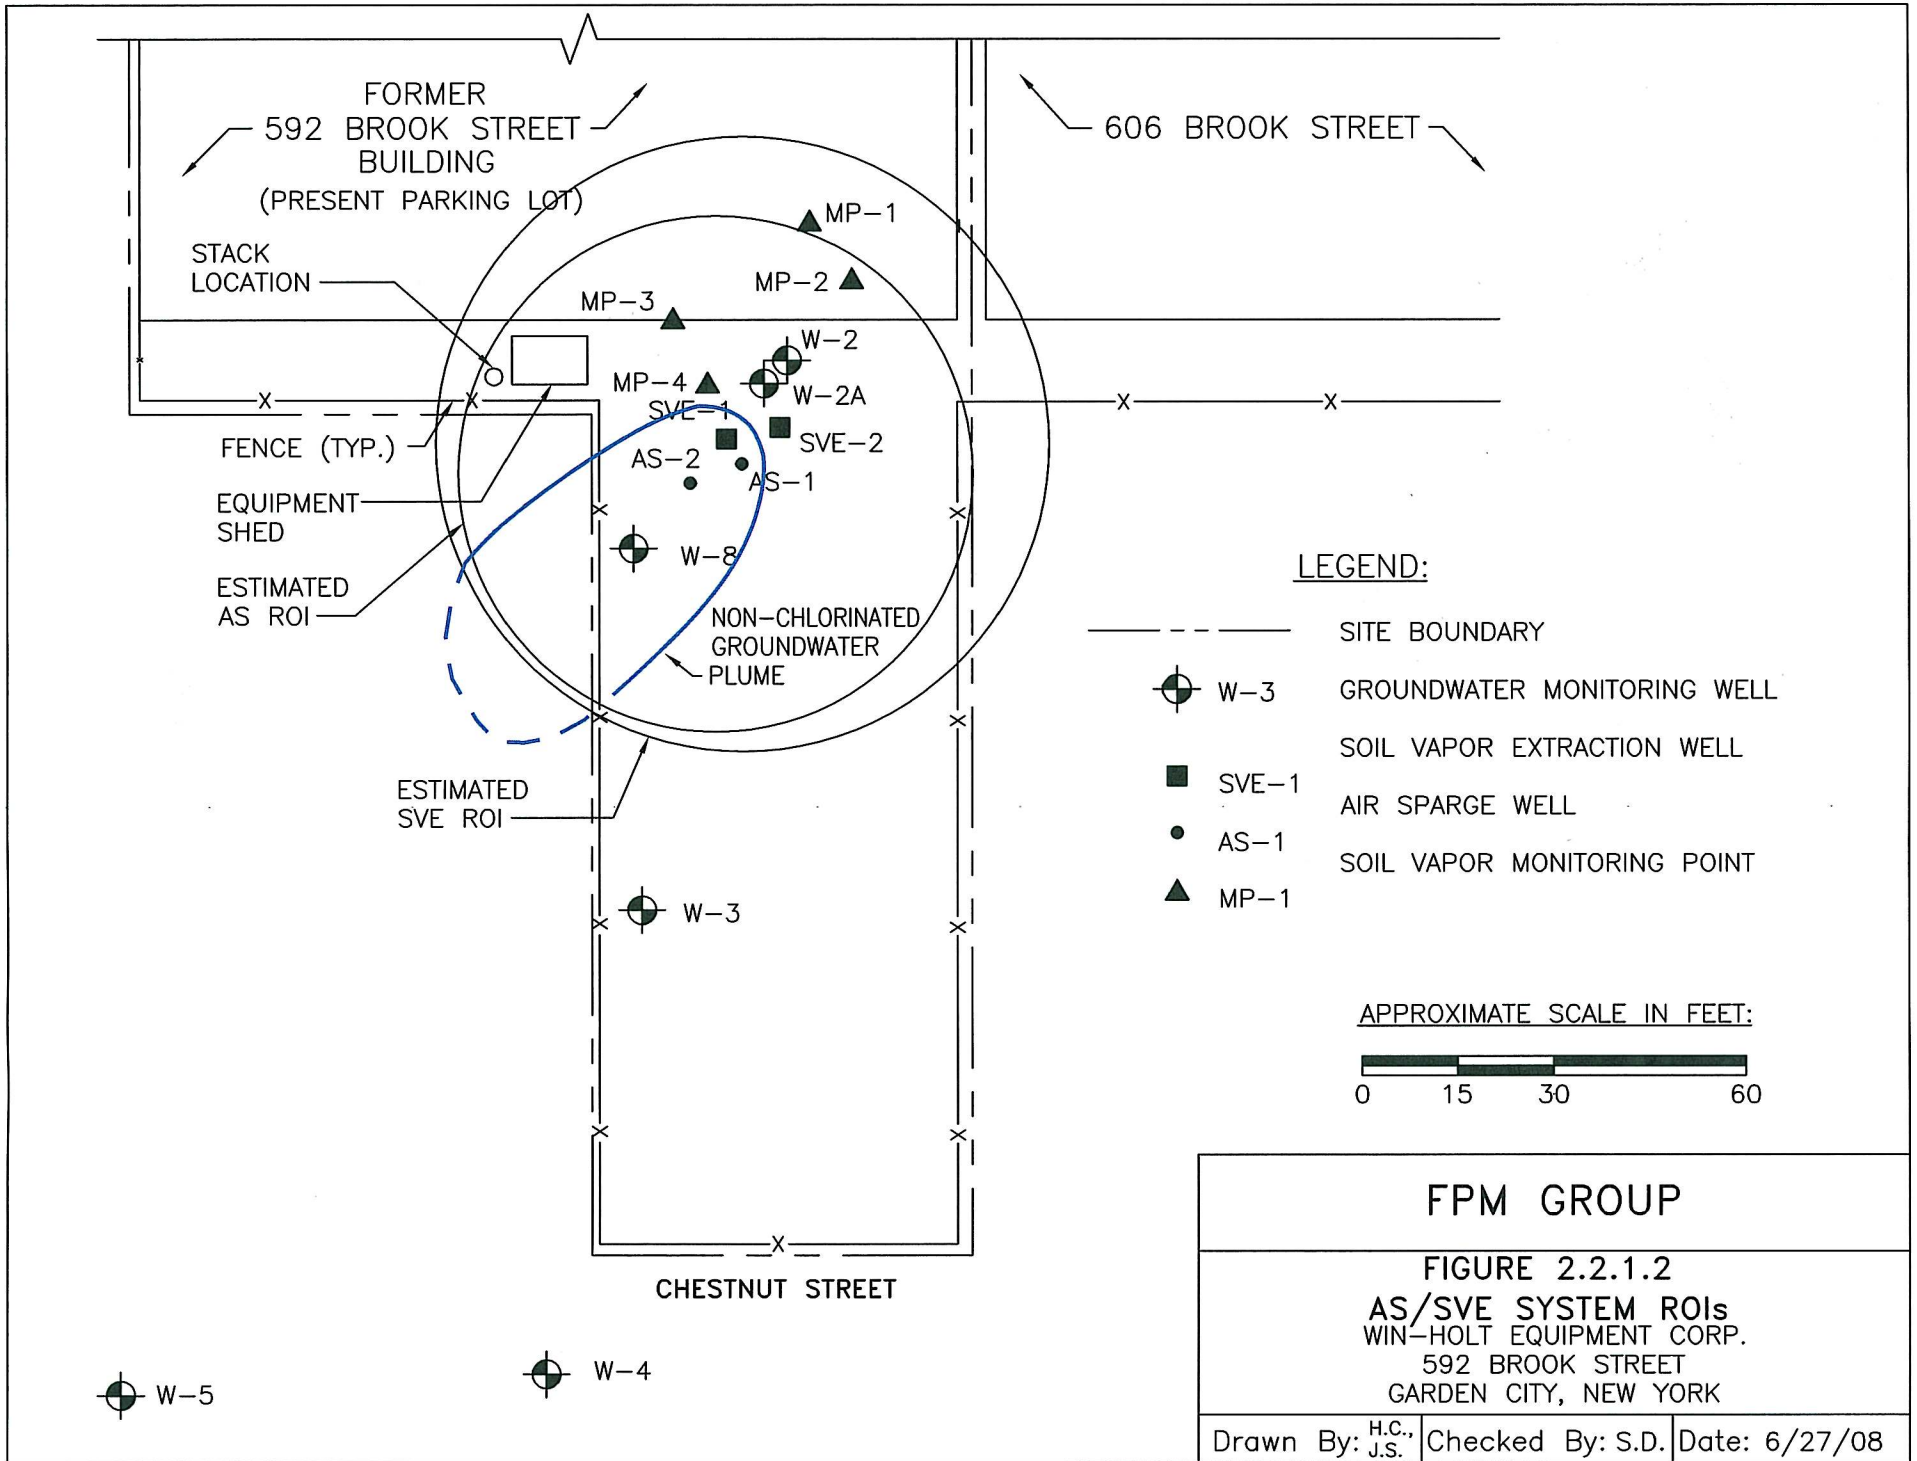 FORMER
592 BROOK STREET
BUILDING
(PRESENT PARKING LOT)
606 BROOK STREET
STACK
LOCATION
MP-1
MP-2
MP-3
W-2
MP-4
W-2A
SVE-1
SVE-2
FENCE (TYP.)
AS-2
AS-1
EQUIPMENT
SHED
W-8
ESTIMATED
AS ROI
NON-CHLORINATED
GROUNDWATER
PLUME
ESTIMATED
SVE ROI
W-3
LEGEND:
SITE BOUNDARY
W-3 GROUNDWATER MONITORING WELL
SOIL VAPOR EXTRACTION WELL
SVE-1
AIR SPARGE WELL
AS-1
SOIL VAPOR MONITORING POINT
MP-1
APPROXIMATE SCALE IN FEET:
0 15 30 60
CHESTNUT STREET
W-4
W-5
FPM GROUP
FIGURE 2.2.1.2
AS/SVE SYSTEM ROIs
WIN-HOLT EQUIPMENT CORP.
592 BROOK STREET
GARDEN CITY, NEW YORK
Drawn By: H.C., J.S. Checked By: S.D. Date: 6/27/08